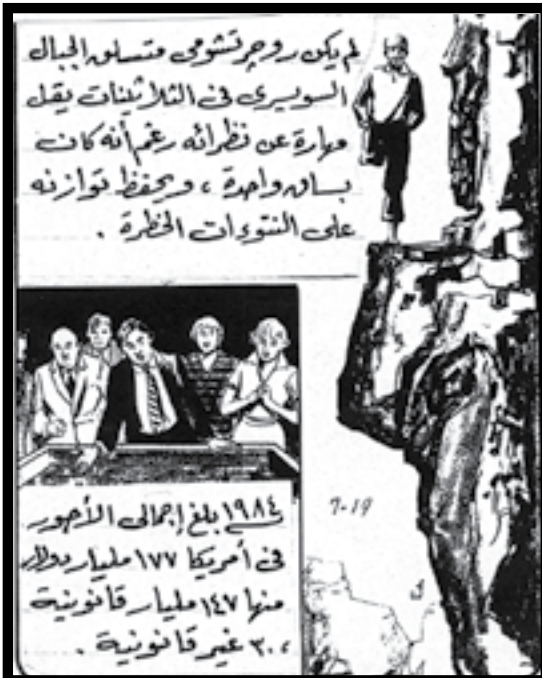 لم يكن روجر تشومى متسلق الجبال
السويسرى فى الثلاثينات يقل
مهارة عن نظرائه رغم أنه كان
بساق واحدة ، ويحفظ توازنه
على النتوءات الخطرة .
١٩٨٤ بلغ إجمالى الأجور
فى أمريكا ١٧٧ مليار دولار
منها ١٤٧ مليار قانونية
،٣٠ غير قانونية .
7-19